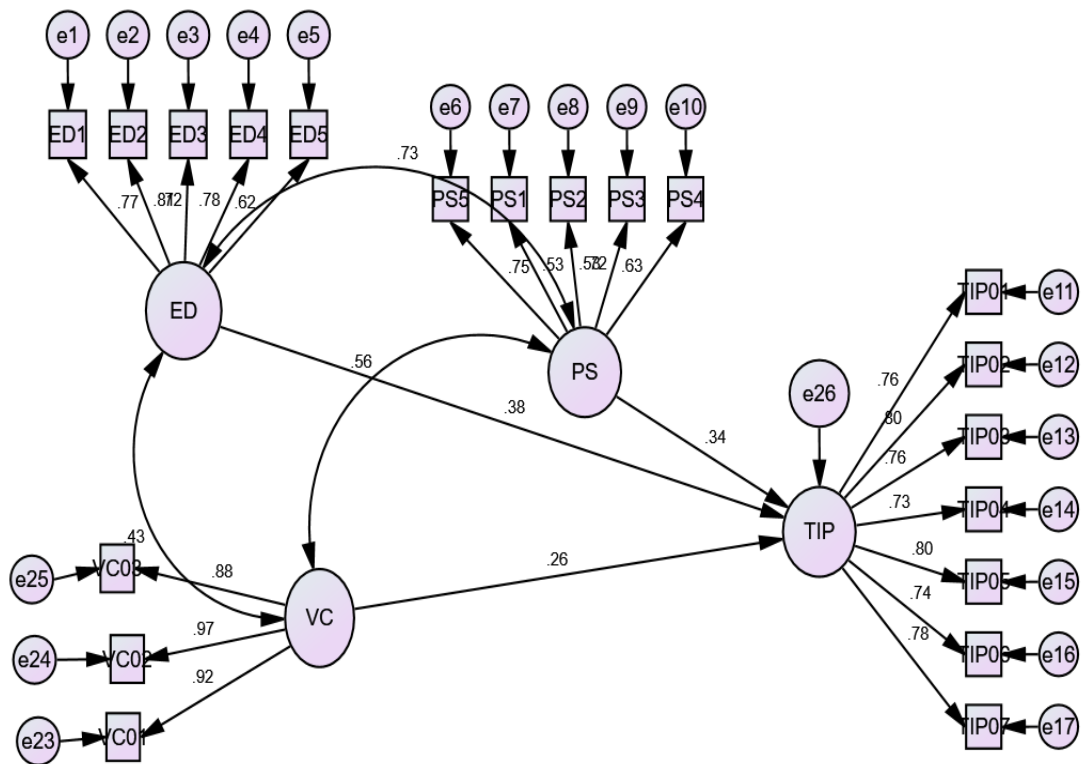 e1 e2 e3 e4 e5
ED1 ED2 ED3 ED4 ED5
e6 e7 e8 e9 e10
PS5 PS1 PS2 PS3 PS4
.73
.77 .78 .62
.75 .53 .63
ED
PS
.56
.38
.34
e26
TIP
TIP01 e11
.76
TIP02 e12
.80
TIP03 e13
.76
TIP04 e14
.73
TIP05 e15
.80
TIP06 e16
.74
TIP07 e17
.78
.43
e25 VC03 .88
VC
.26
e24 VC02 .97
e23 VC01 .92